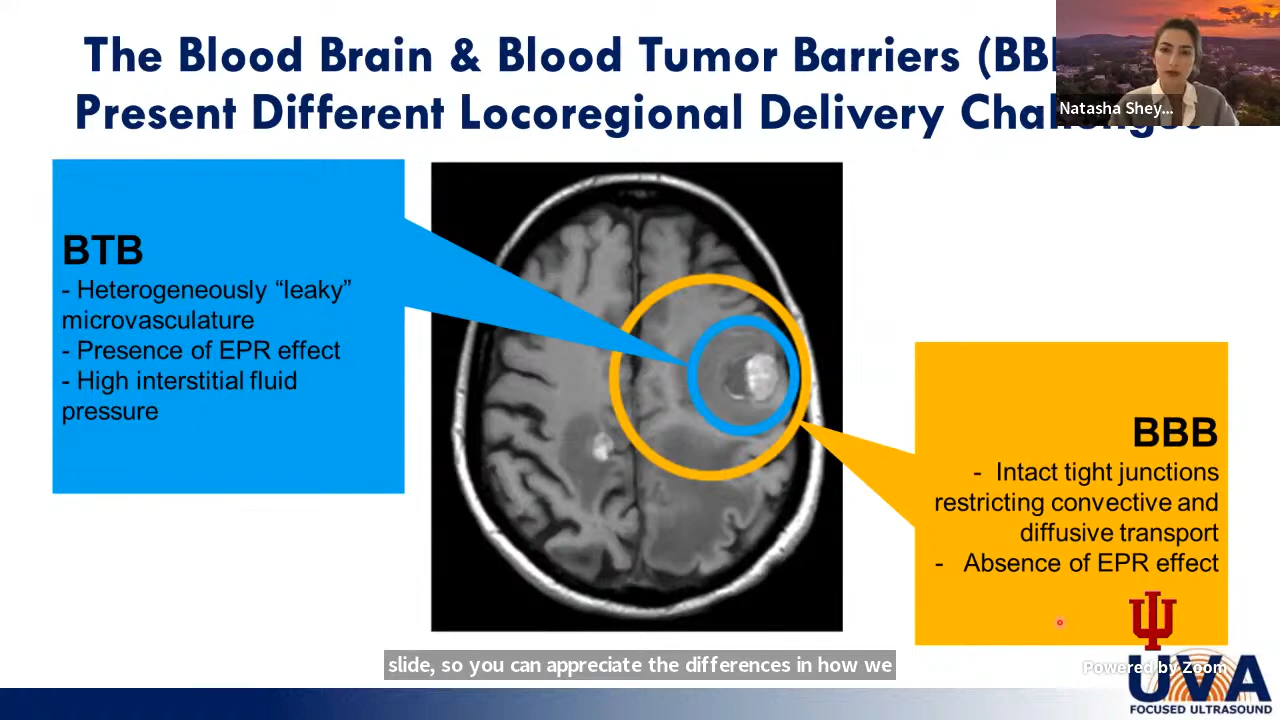 The Blood Brain & Blood Tumor Barriers
Present Different Locoregional Delivery
Natasha Shey...
BTB
- Heterogeneously “leaky”
microvasculature
- Presence of EPR effect
- High interstitial fluid
pressure
BBB
- Intact tight junctions
restricting convective and
diffusive transport
- Absence of EPR effect
slide, so you can appreciate the differences in how we
Powered by Zoom
UVA
FOCUSED ULTRASOUND